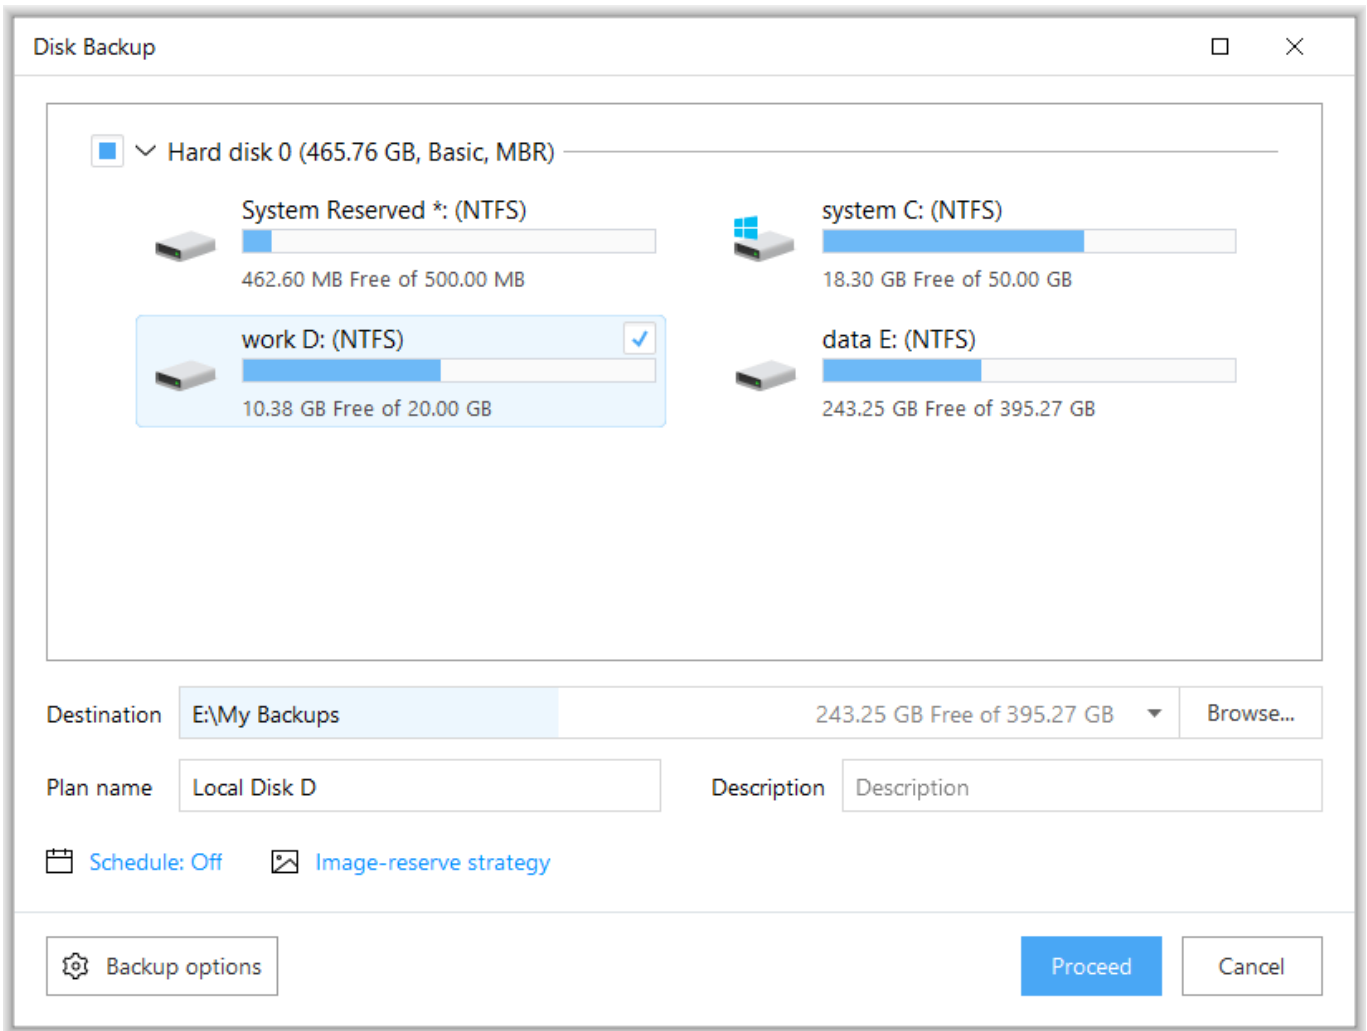 Disk Backup
Hard disk 0 (465.76 GB, Basic, MBR)
System Reserved *: (NTFS)
462.60 MB Free of 500.00 MB
system C: (NTFS)
18.30 GB Free of 50.00 GB
work D: (NTFS)
10.38 GB Free of 20.00 GB
data E: (NTFS)
243.25 GB Free of 395.27 GB
Destination E:\My Backups 243.25 GB Free of 395.27 GB Browse...
Plan name Local Disk D Description Description
Schedule: Off Image-reserve strategy
Backup options Proceed Cancel